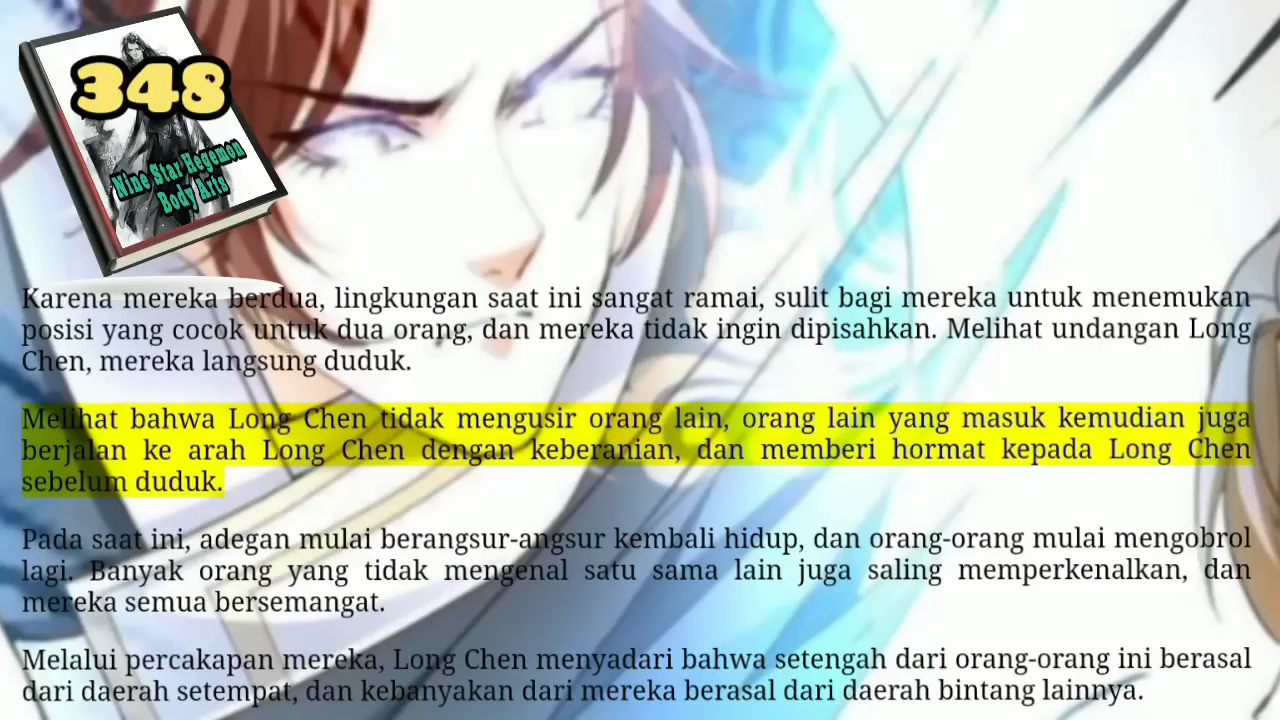 348
Nine Star Hegemon
Body Arts
Karena mereka berdua, lingkungan saat ini sangat ramai, sulit bagi mereka untuk menemukan
posisi yang cocok untuk dua orang, dan mereka tidak ingin dipisahkan. Melihat undangan Long
Chen, mereka langsung duduk.
Melihat bahwa Long Chen tidak mengusir orang lain, orang lain yang masuk kemudian juga
berjalan ke arah Long Chen dengan keberanian, dan memberi hormat kepada Long Chen
sebelum duduk.
Pada saat ini, adegan mulai berangsur-angsur kembali hidup, dan orang-orang mulai mengobrol
lagi. Banyak orang yang tidak mengenal satu sama lain juga saling memperkenalkan, dan
mereka semua bersemangat.
Melalui percakapan mereka, Long Chen menyadari bahwa setengah dari orang-orang ini berasal
dari daerah setempat, dan kebanyakan dari mereka berasal dari daerah bintang lainnya.